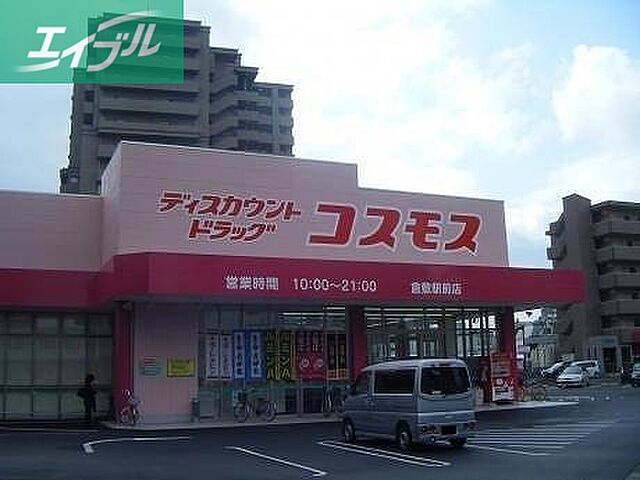 エイブル
ディスカウント
ドラッグ
コスモス
営業時間 10:00～21:00 倉敷駅前店